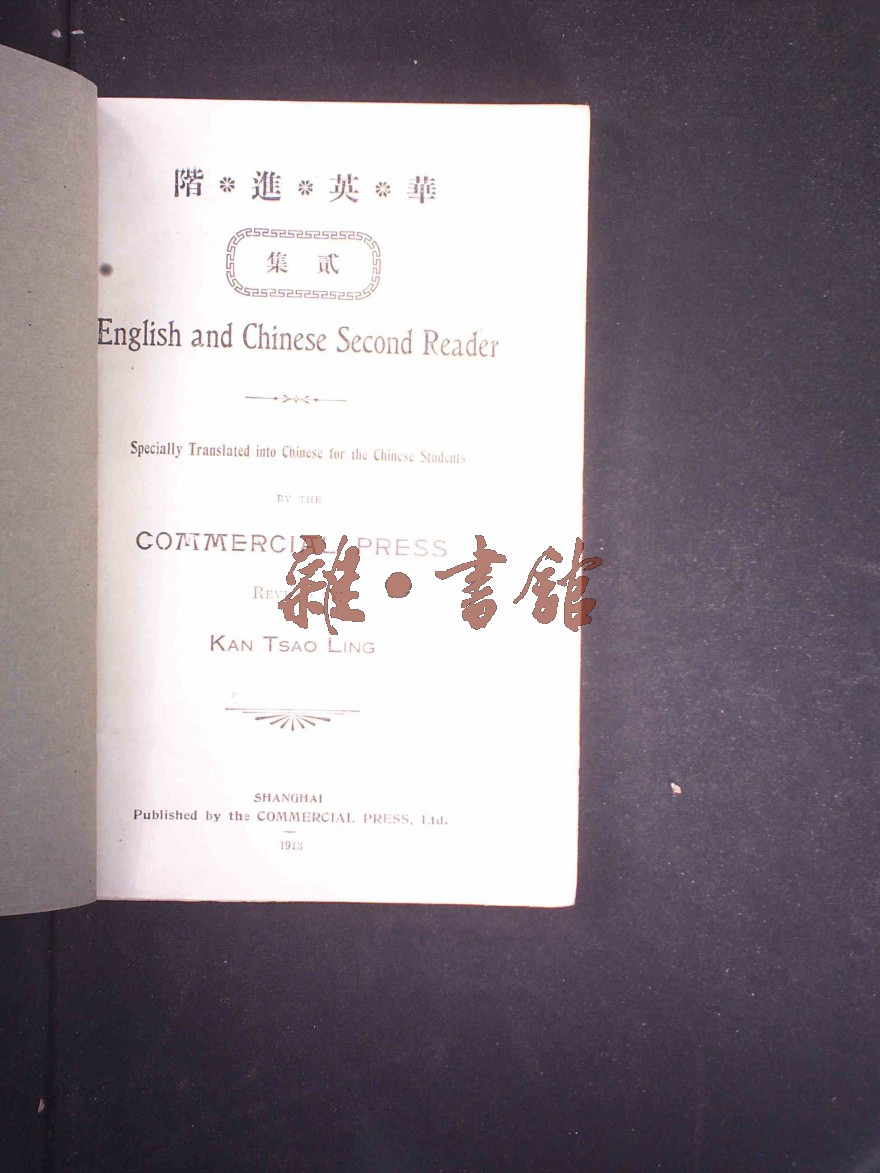 華英進階
貳集
English and Chinese Second Reader
Specially Translated into Chinese for the Chinese Students
BY THE
COMMERCIAL PRESS
雜•書館
KAN TSAO LING
SHANGHAI
Published by the COMMERCIAL PRESS, Ltd.
1913